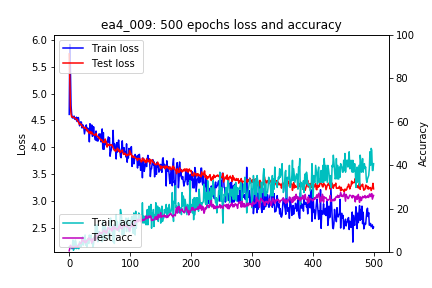 ea4_009: 500 epochs loss and accuracy
6.0
5.5
5.0
4.5
4.0
3.5
3.0
2.5
Loss
Train loss
Test loss
Train acc
Test acc
100
80
60
40
20
0
Accuracy
0
100
200
300
400
500